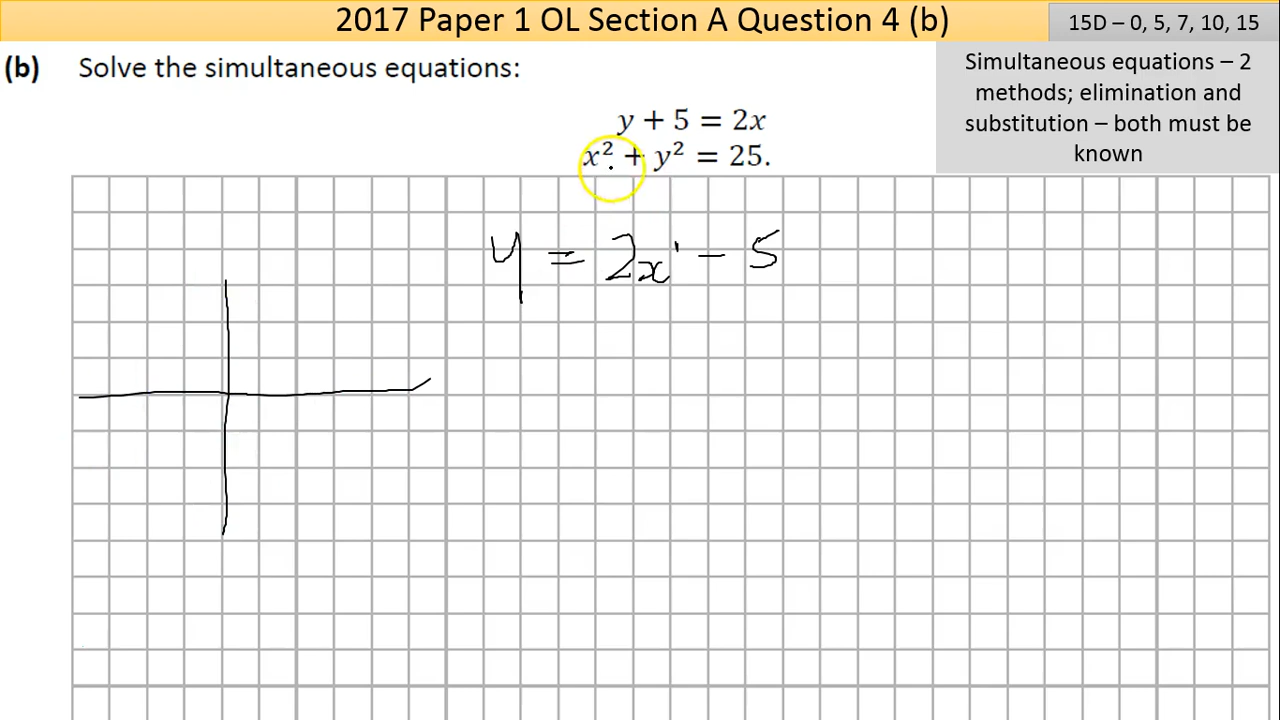 2017 Paper 1 OL Section A Question 4 (b)
15D – 0, 5, 7, 10, 15
Simultaneous equations – 2
methods; elimination and
substitution – both must be
known
(b) Solve the simultaneous equations:
y + 5 = 2x
x² + y² = 25.
y = 2x' − 5